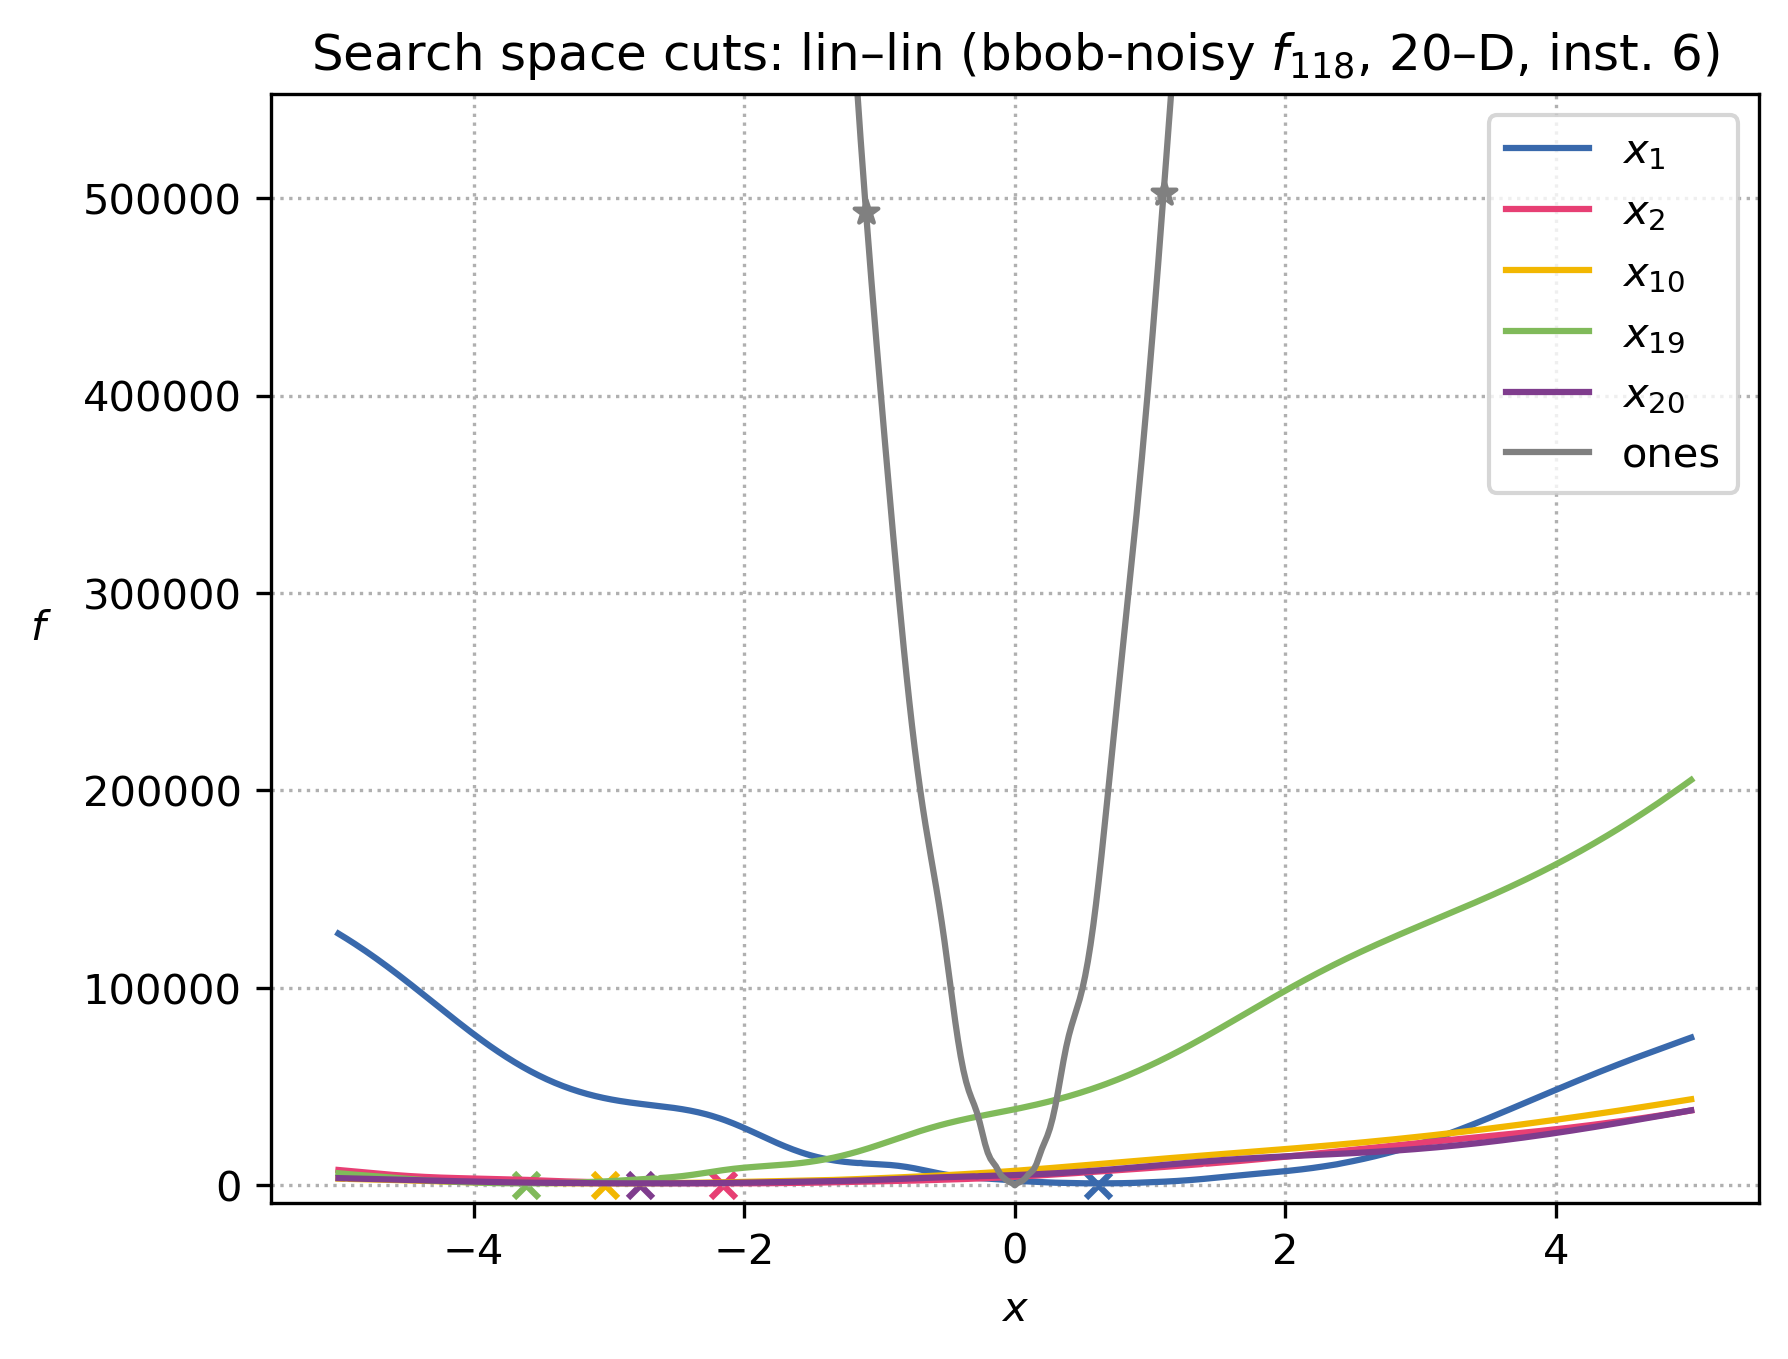 Search space cuts: lin–lin (bbob-noisy f118, 20–D, inst. 6)
x1
x2
x10
x19
x20
ones
500000
400000
300000
200000
100000
0
f
−4 −2 0 2 4
x